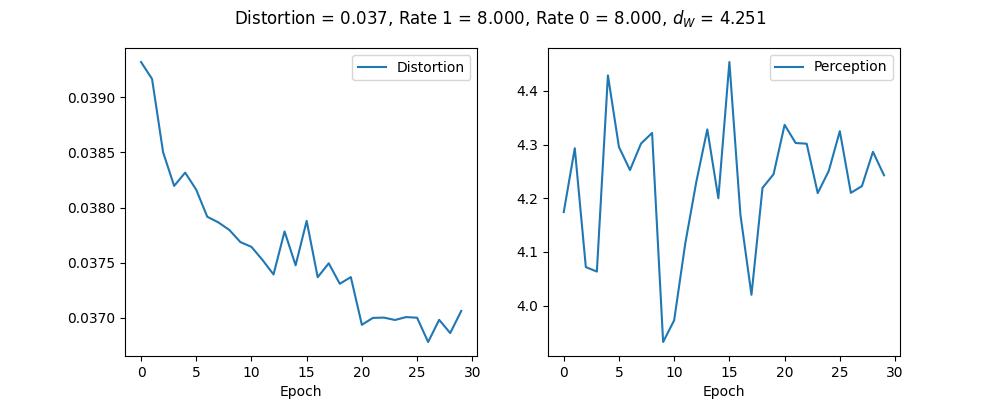 Distortion = 0.037, Rate 1 = 8.000, Rate 0 = 8.000, d_W = 4.251
Distortion
0.0390
0.0385
0.0380
0.0375
0.0370
0 5 10 15 20 25 30
Epoch
Perception
4.4
4.3
4.2
4.1
4.0
0 5 10 15 20 25 30
Epoch